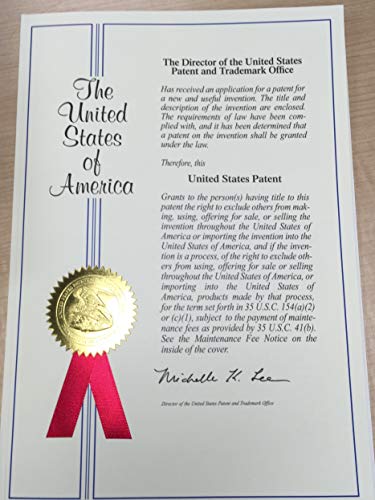 The
United
States
of
America
The Director of the United States
Patent and Trademark Office
Has received an application for a patent for
a new and useful invention. The title and
description of the invention are enclosed.
The requirements of law have been com-
plied with, and it has been determined that
a patent on the invention shall be granted
under the law.
Therefore, this
United States Patent
Grants to the person(s) having title to this
patent the right to exclude others from mak-
ing, using, offering for sale, or selling the
invention throughout the United States of
America or importing the invention into the
United States of America, and if the inven-
tion is a process, of the right to exclude oth-
ers from using, offering for sale or selling
throughout the United States of America, or
importing into the United States of
America, products made by that process,
for the term set forth in 35 U.S.C. 154(a)(2)
or (c)(1), subject to the payment of mainte-
nance fees as provided by 35 U.S.C. 41(b).
See the Maintenance Fee Notice on the
inside of the cover.
Michelle K. Lee
Director of the United States Patent and Trademark Office